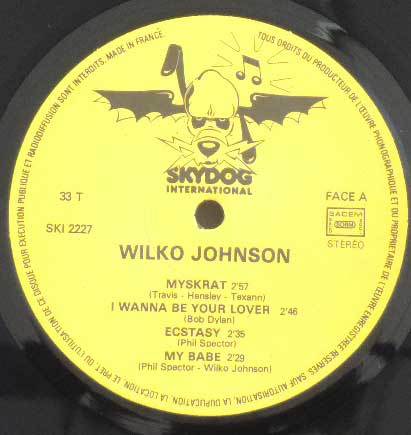 TOUS DROITS DU PRODUCTEUR DE L'ŒUVRE PHONOGRAPHIQUE ET DU PROPRIETAIRE DE L'ŒUVRE ENREGISTREE RESERVES. SAUF AUTORISATION, LA DUPLICATION, LA LOCATION, LE PRET, OU L'UTILISATION DE CE DISQUE POUR EXECUTION PUBLIQUE ET RADIODIFFUSION SONT INTERDITS. MADE IN FRANCE
SKYDOG
INTERNATIONAL
33 T
FACE A
SKI 2227
SACEM
SDRM
STÉRÉO
WILKO JOHNSON
MYSKRAT 2'57
(Travis - Hensley - Texann)
I WANNA BE YOUR LOVER 2'46
(Bob Dylan)
ECSTASY 2'35
(Phil Spector)
MY BABE 2'29
(Phil Spector - Wilko Johnson)